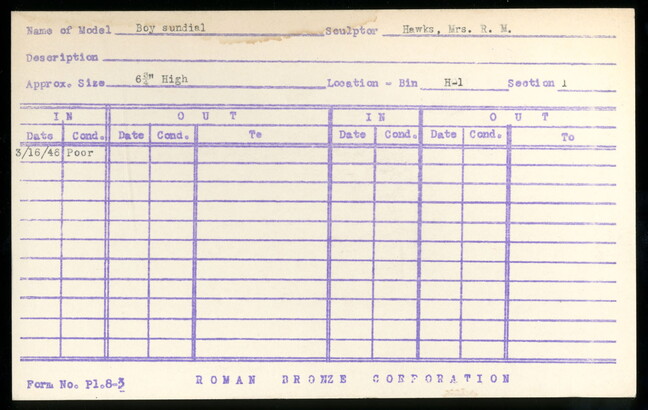 Name of Model Boy sundial Sculptor Hawks, Mrs. R. M.
Description
Approx. Size 6¾" High Location - Bin H-1 Section 1
IN OUT IN OUT
Date Cond. Date Cond. To Date Cond. Date Cond. To
3/16/46 Poor
Form No. Pl.8-3 ROMAN BRONZE CORPORATION